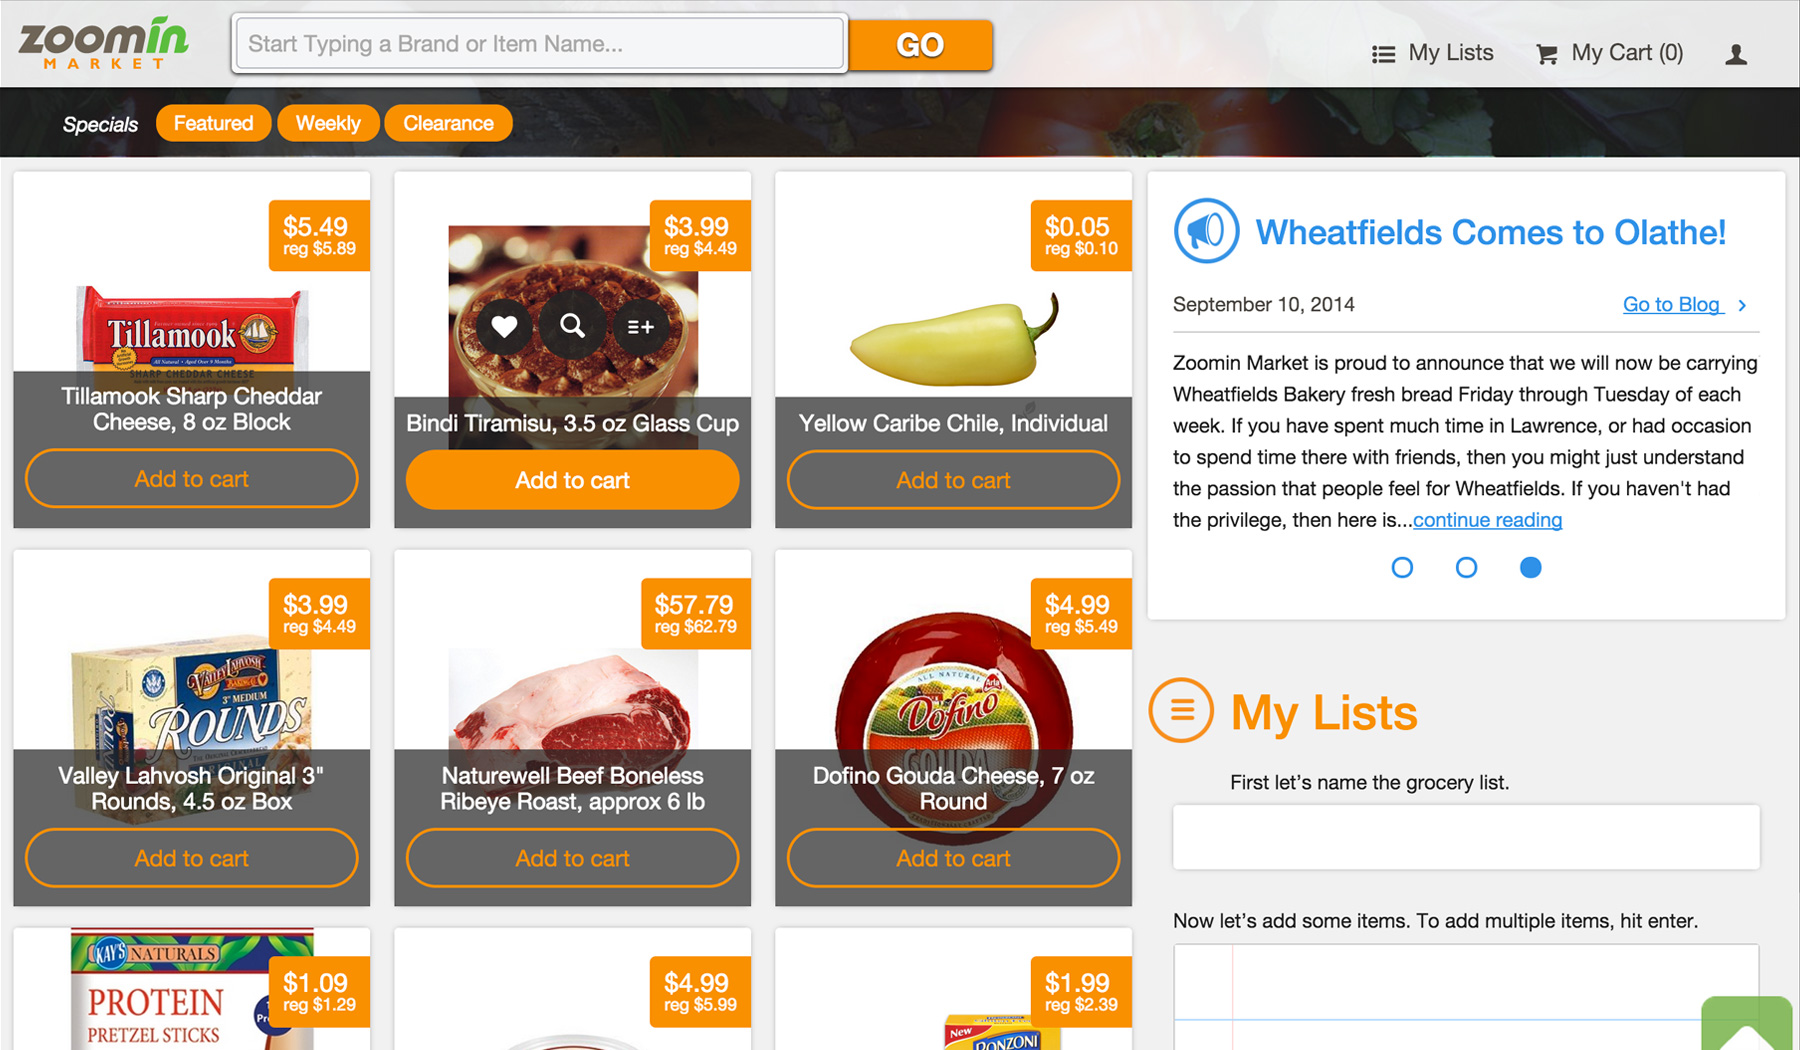 zoomin
MARKET
Start Typing a Brand or Item Name...
GO
My Lists
My Cart (0)
Specials
Featured
Weekly
Clearance
$5.49
reg $5.89
Tillamook
SHARP CHEDDAR CHEESE
Tillamook Sharp Cheddar
Cheese, 8 oz Block
Add to cart
$3.99
reg $4.49
Bindi Tiramisu, 3.5 oz Glass Cup
Add to cart
$0.05
reg $0.10
Yellow Caribe Chile, Individual
Add to cart
Wheatfields Comes to Olathe!
September 10, 2014
Go to Blog
Zoomin Market is proud to announce that we will now be carrying
Wheatfields Bakery fresh bread Friday through Tuesday of each
week. If you have spent much time in Lawrence, or had occasion
to spend time there with friends, then you might just understand
the passion that people feel for Wheatfields. If you haven't had
the privilege, then here is...continue reading
$3.99
reg $4.49
VALLEY LAHVOSH
BAKING CO
3" MEDIUM
ROUNDS
ORIGINAL
Valley Lahvosh Original 3"
Rounds, 4.5 oz Box
Add to cart
$57.79
reg $62.79
Naturewell Beef Boneless
Ribeye Roast, approx 6 lb
Add to cart
$4.99
reg $5.49
ALL NATURAL
Arla
Dofino
GOUDA
Dofino Gouda Cheese, 7 oz
Round
Add to cart
My Lists
First let's name the grocery list.
Now let's add some items. To add multiple items, hit enter.
KAY'S NATURALS
PROTEIN
PRETZEL STICKS
$1.09
reg $1.29
$4.99
reg $5.99
$1.99
reg $2.39
New
RONZONI